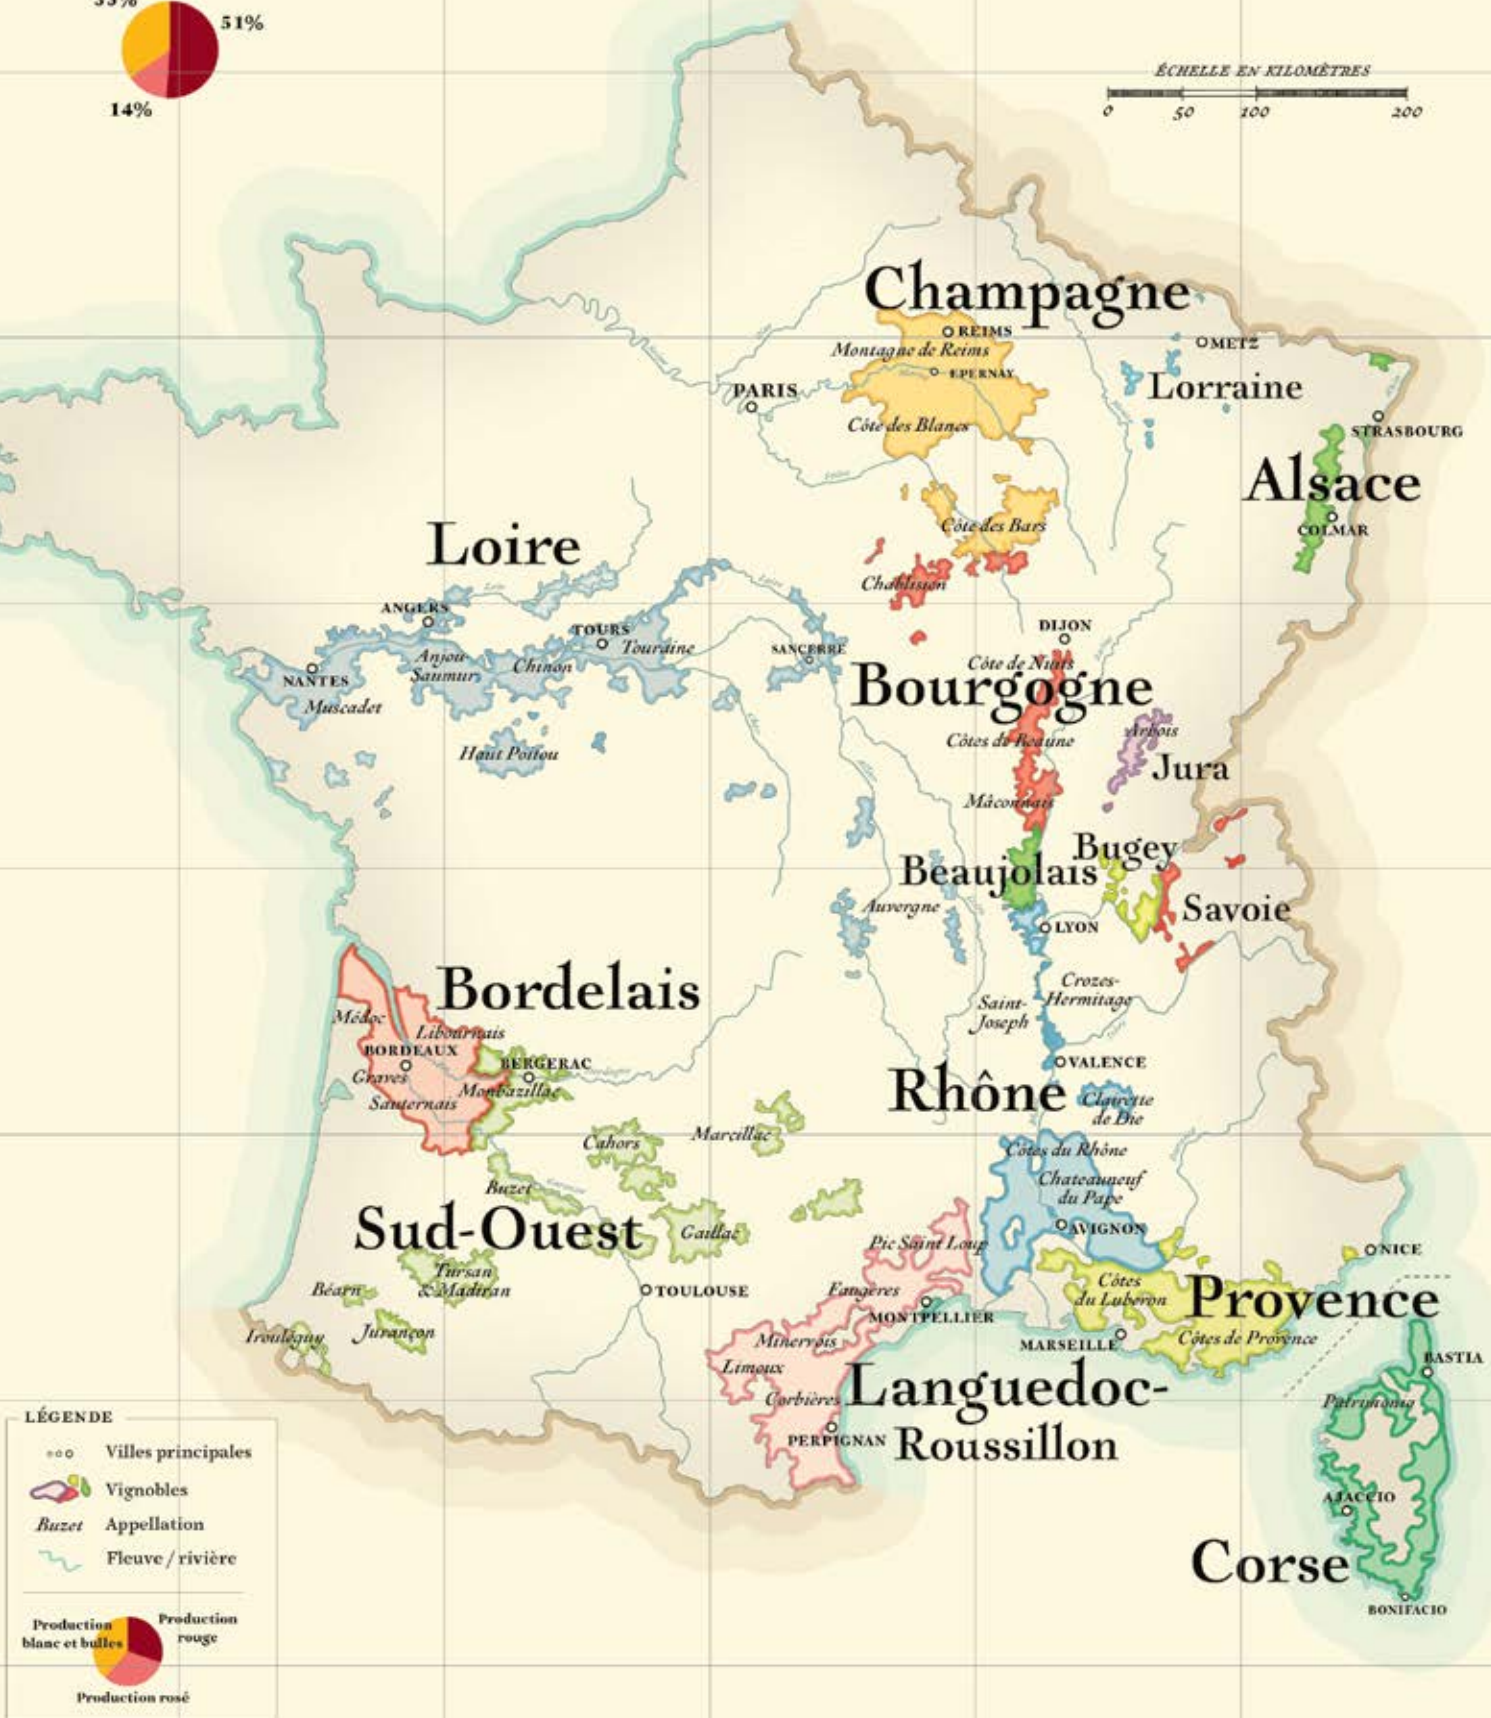 51%
14%
ÉCHELLE EN KILOMÈTRES
0 50 100 200
Champagne
REIMS
Montagne de Reims
EPERNAY
METZ
Lorraine
PARIS
Côte des Blancs
STRASBOURG
Alsace
COLMAR
Côte des Bars
Loire
Chablisien
ANGERS
TOURS
Touraine
DIJON
SANCERRE
Anjou-
Saumur
Chinon
Côte de Nuits
NANTES
Bourgogne
Muscadet
Arbois
Côtes de Beaune
Haut Poitou
Jura
Mâconnais
Bugey
Beaujolais
Auvergne
Savoie
LYON
Bordelais
Crozes-
Hermitage
Saint-
Joseph
Médoc
Libournais
BORDEAUX
BERGERAC
VALENCE
Graves
Monbazillac
Rhône
Clairette
de Die
Sauternais
Cahors
Marcillac
Côtes du Rhône
Chateauneuf
du Pape
Buzet
AVIGNON
Sud-Ouest
Gaillac
Pic Saint Loup
NICE
Tursan
& Madiran
Béarn
TOULOUSE
Faugères
Côtes
du Luberon
Provence
MONTPELLIER
Irouléguy
Jurançon
Minervois
MARSEILLE
Côtes de Provence
Limoux
BASTIA
Corbières
Languedoc-
Roussillon
Patrimonio
PERPIGNAN
AJACCIO
Corse
BONIFACIO
LÉGENDE
Villes principales
Vignobles
Buzet Appellation
Fleuve / rivière
Production
blanc et bulles
Production
rouge
Production rosé